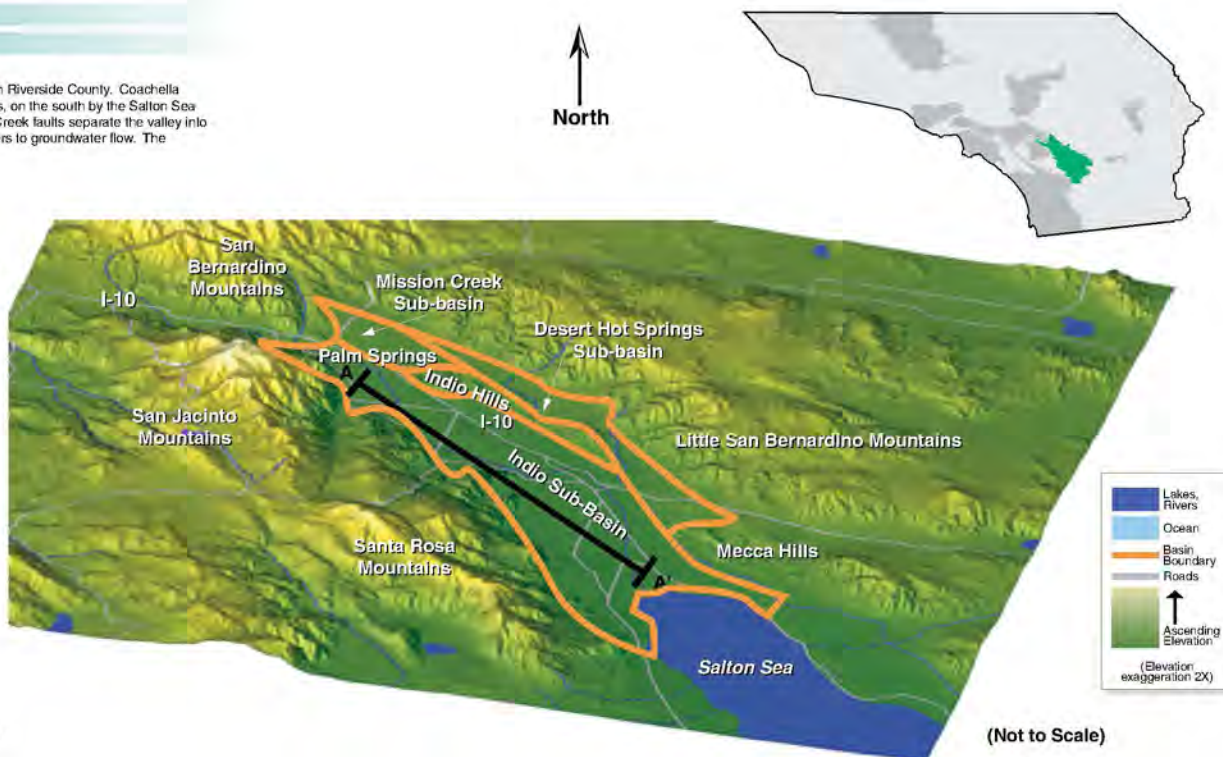 n Riverside County. Coachella
s, on the south by the Salton Sea
Creek faults separate the valley into
rs to groundwater flow. The
North
San
Bernardino
Mountains
Mission Creek
Sub-basin
I-10
Desert Hot Springs
Sub-basin
Palm Springs
A
Indio Hills
I-10
San Jacinto
Mountains
Little San Bernardino Mountains
Indio Sub-Basin
Santa Rosa
Mountains
Mecca Hills
A'
Salton Sea
Lakes,
Rivers
Ocean
Basin
Boundary
Roads
Ascending
Elevation
(Elevation
exaggeration 2X)
(Not to Scale)